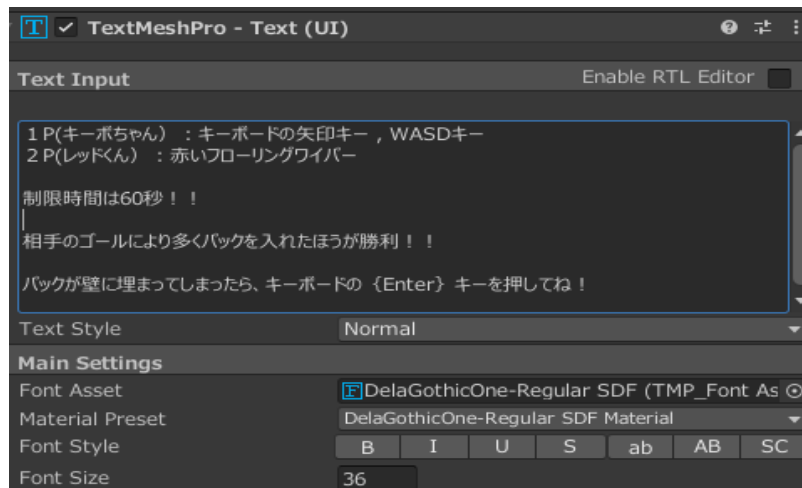 TextMeshPro - Text (UI)
Text Input
Enable RTL Editor
１P(キーボちゃん）：キーボードの矢印キー , WASDキー
２P(レッドくん）：赤いフローリングワイパー
制限時間は60秒！！
相手のゴールにより多くパックを入れたほうが勝利！！
パックが壁に埋まってしまったら、キーボードの｛Enter｝キーを押してね！
Text Style Normal
Main Settings
Font Asset DelaGothicOne-Regular SDF (TMP_Font As
Material Preset DelaGothicOne-Regular SDF Material
Font Style B I U S ab AB SC
Font Size 36